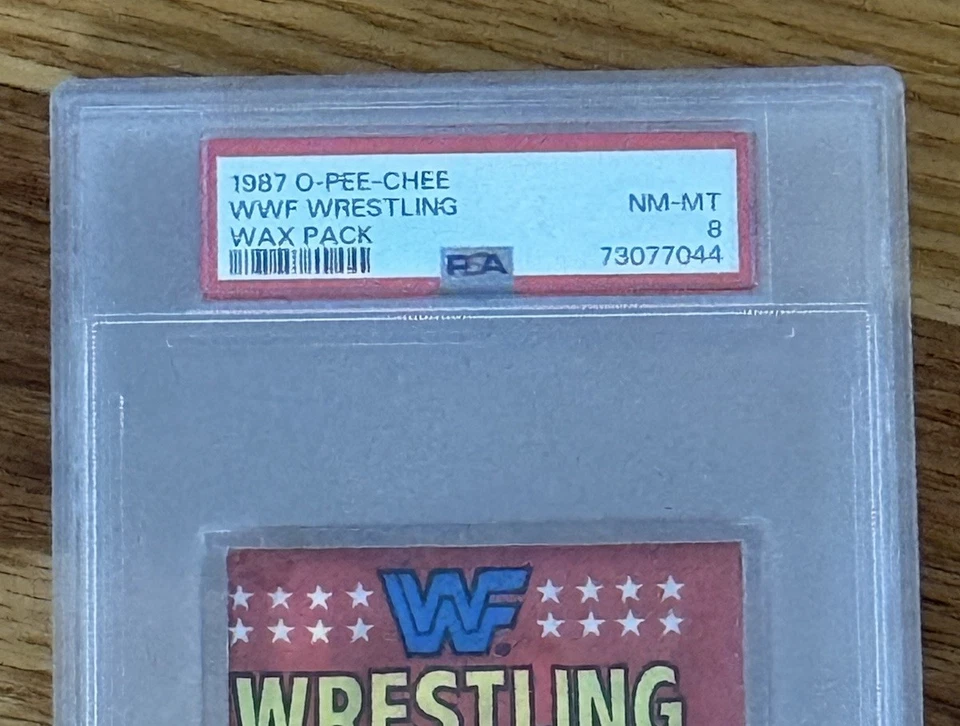 1987 O-PEE-CHEE
WWF WRESTLING
WAX PACK
NM-MT
8
73077044
PSA
WF
WRESTLING